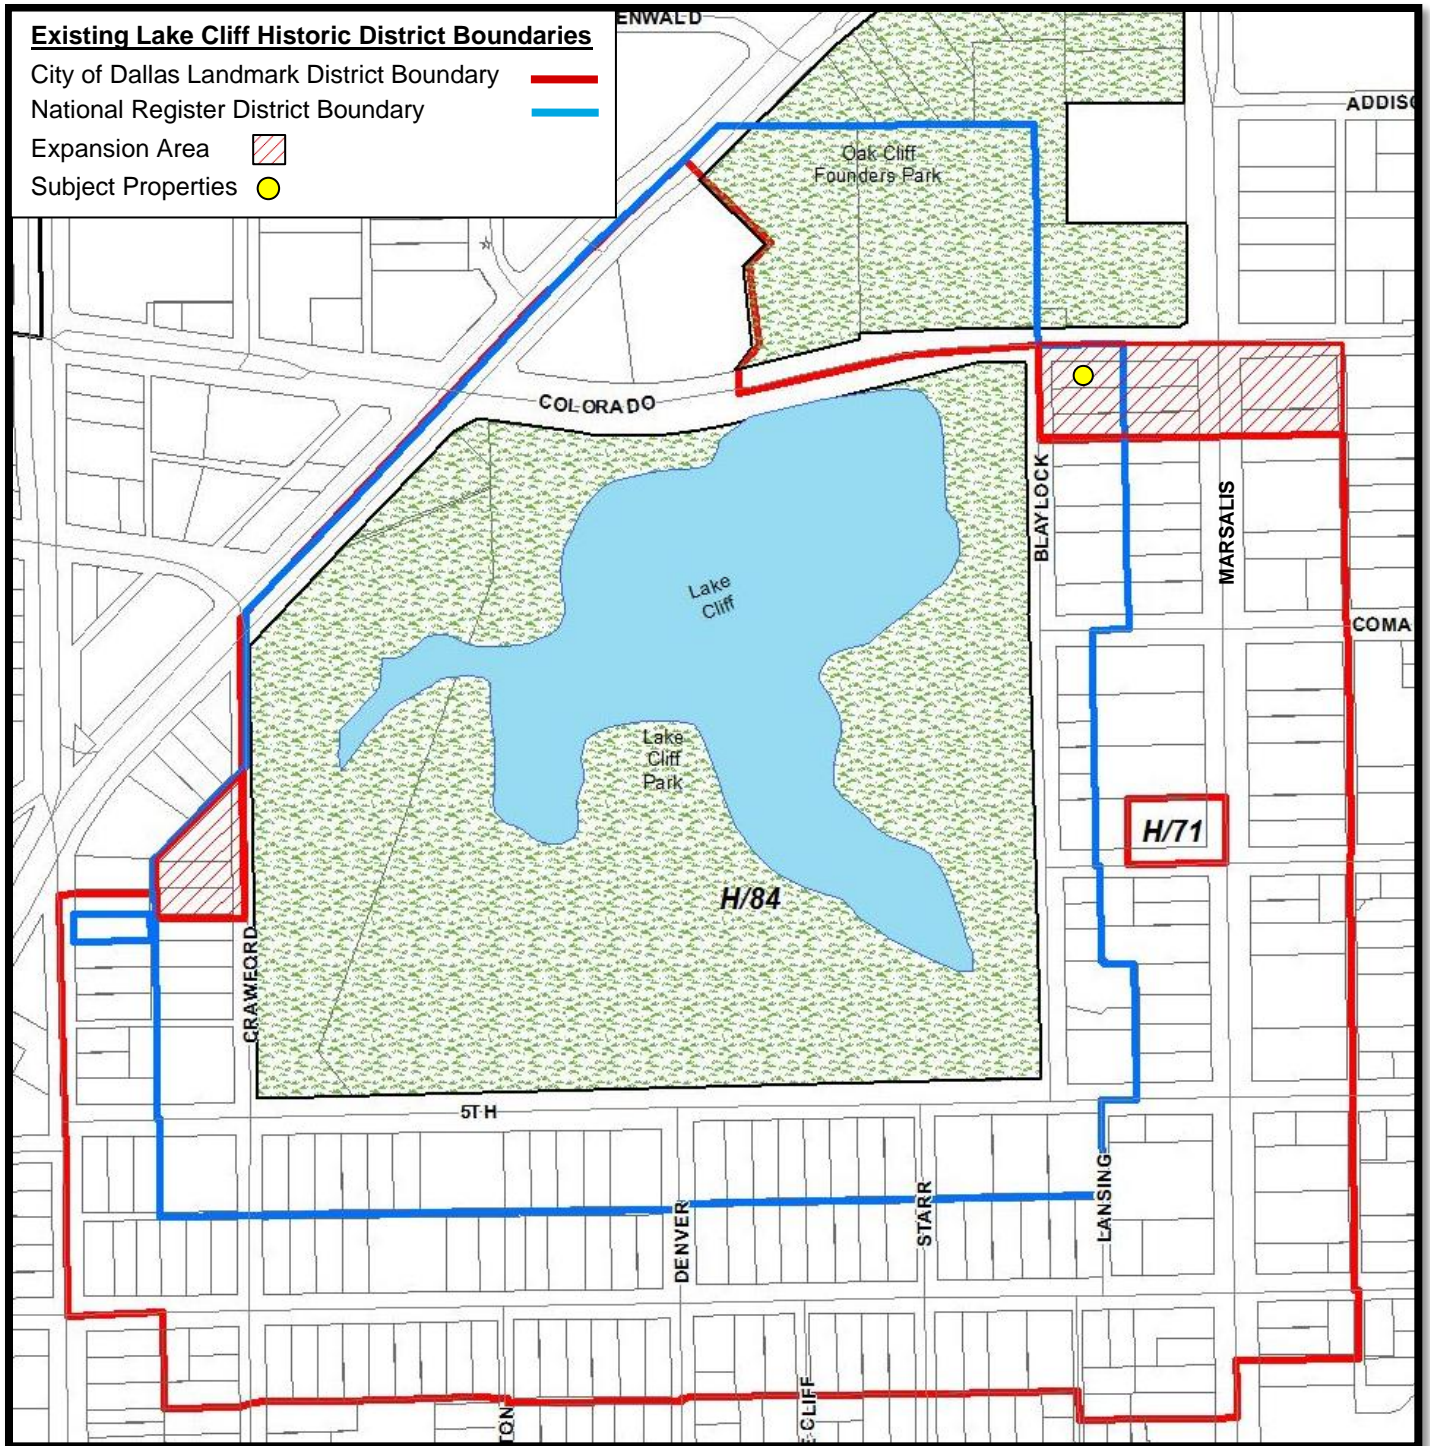 Existing Lake Cliff Historic District Boundaries
City of Dallas Landmark District Boundary
National Register District Boundary
Expansion Area
Subject Properties
ENWALD
ADDISO
Oak Cliff
Founders Park
COLORADO
BLAYLOCK
MARSALIS
Lake
Cliff
COMA
Lake
Cliff
Park
H/71
H/84
CRAWFORD
5TH
DENVER
STARR
LANSING
TON
E CLIFF